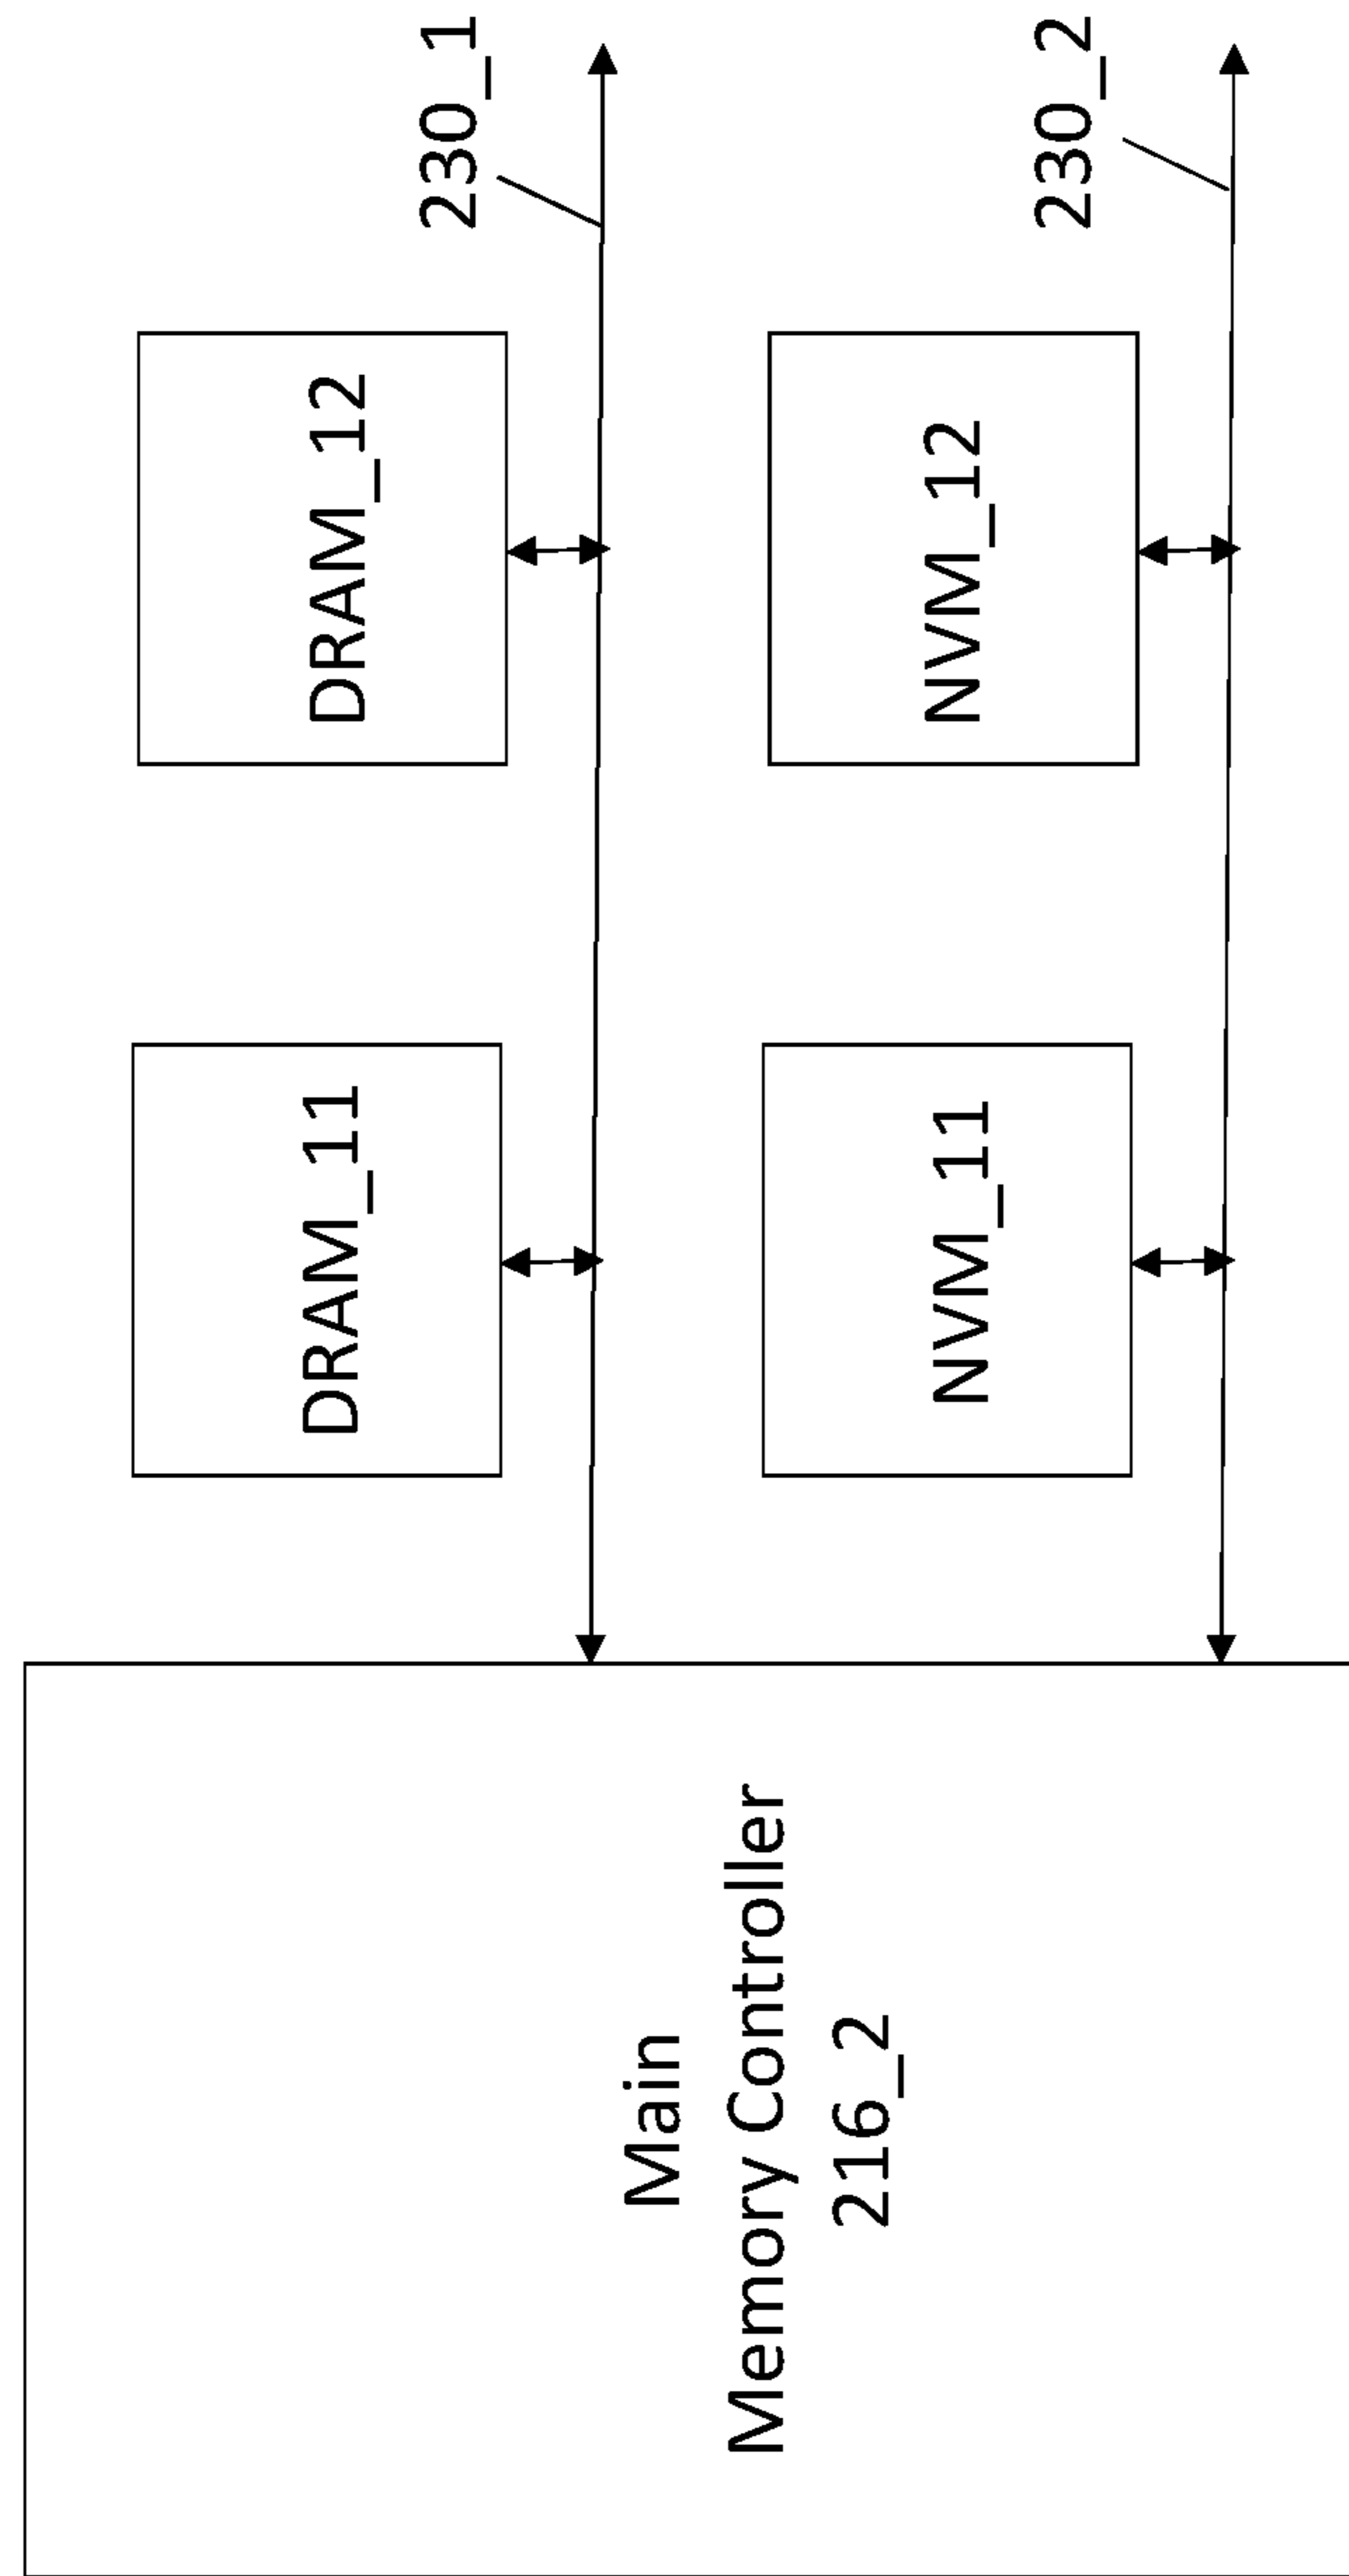 Main
Memory Controller
216_2
DRAM_11
DRAM_12
230_1
NVM_11
NVM_12
230_2